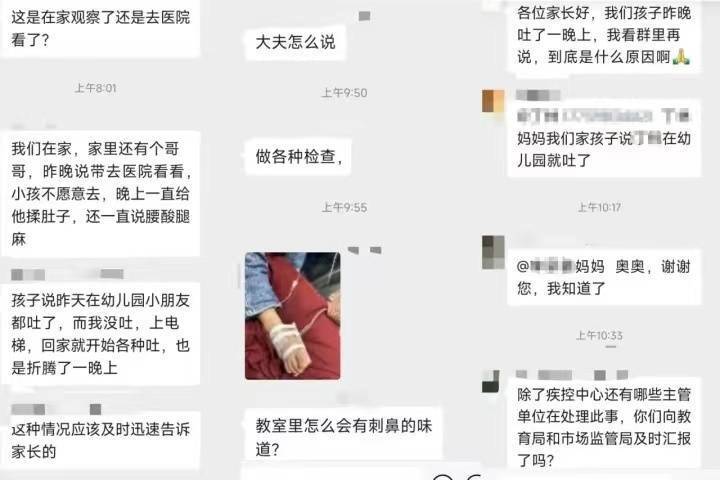 这是在家观察了还是去医院
看了？
上午8:01
我们在家，家里还有个哥
哥，昨晚说带去医院看看，
小孩不愿意去，晚上一直给
他揉肚子，还一直说腰酸腿
麻
孩子说昨天在幼儿园小朋友
都吐了，而我没吐，上电
梯，回家就开始各种吐，也
是折腾了一晚上
这种情况应该及时迅速告诉
家长的
大夫怎么说
上午9:50
做各种检查，
上午9:55
教室里怎么会有刺鼻的味
道？
各位家长好，我们孩子昨晚
吐了一晚上，我看群里再
说，到底是什么原因啊🙏
妈妈我们家孩子说
在幼
儿园就吐了
上午10:17
@
妈妈 奥奥，谢谢
您，我知道了
上午10:33
除了疾控中心还有哪些主管
单位在处理此事，你们向教
育局和市场监管局及时汇报
了吗？